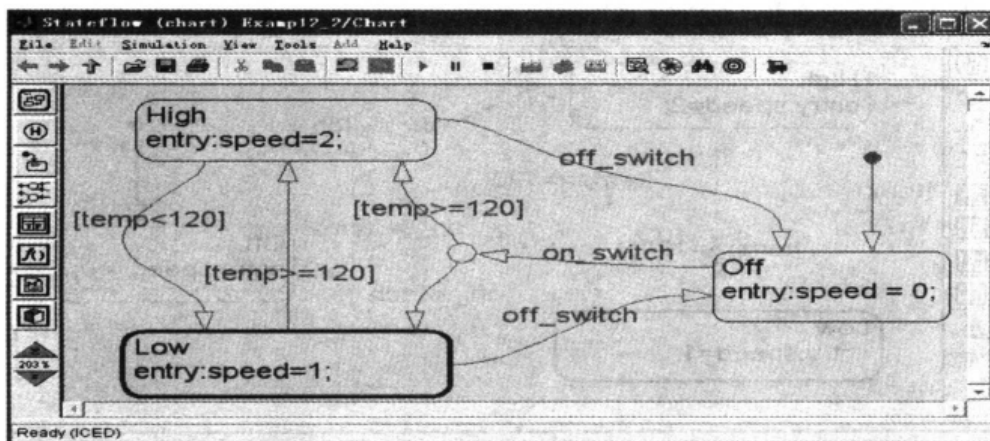 Stateflow (chart) Examp12_2/Chart
File Edit Simulation View Tools Add Help
High
entry:speed=2;
off_switch
[temp<120]
[temp>=120]
[temp>=120]
on_switch
Off
entry:speed = 0;
off_switch
Low
entry:speed=1;
203%
Ready (ICED)